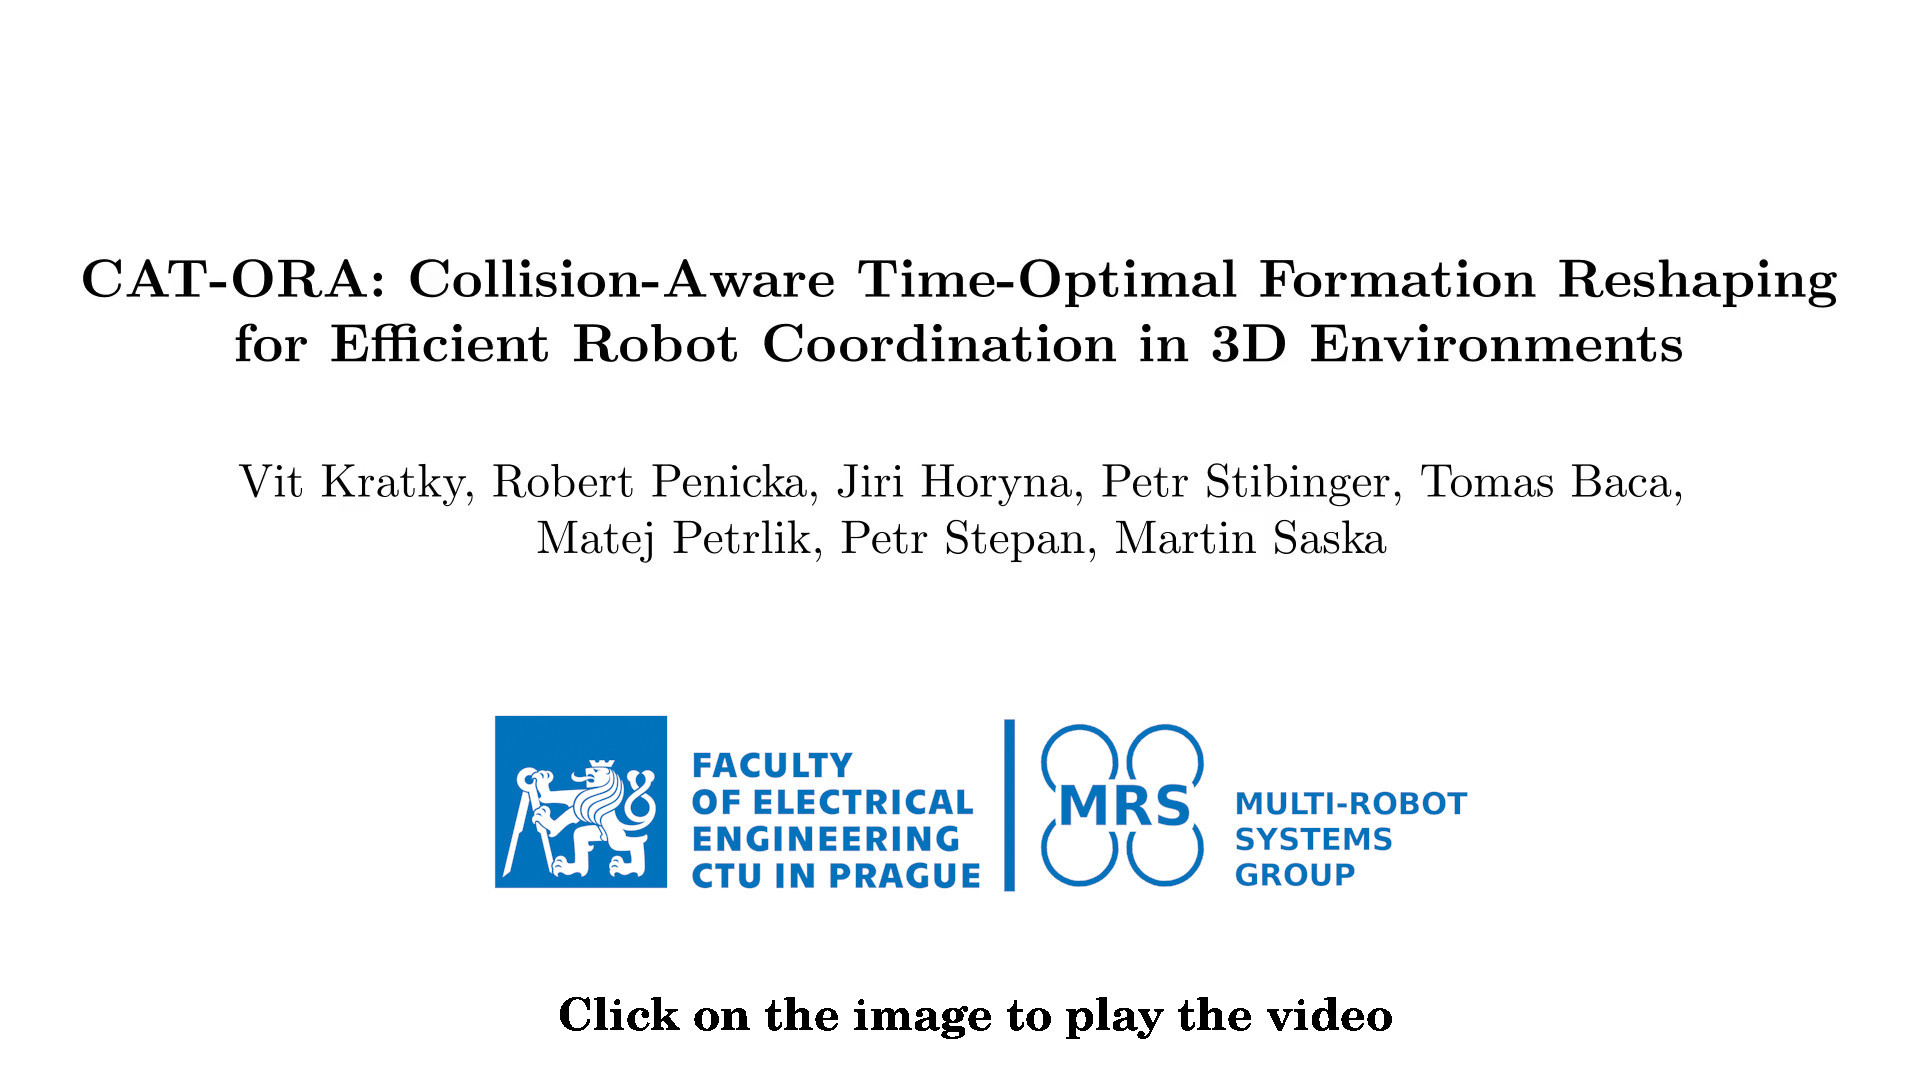 CAT-ORA: Collision-Aware Time-Optimal Formation Reshaping
for Efficient Robot Coordination in 3D Environments
Vit Kratky, Robert Penicka, Jiri Horyna, Petr Stibinger, Tomas Baca,
Matej Petrlik, Petr Stepan, Martin Saska
FACULTY
OF ELECTRICAL
ENGINEERING
CTU IN PRAGUE
MRS
MULTI-ROBOT
SYSTEMS
GROUP
Click on the image to play the video